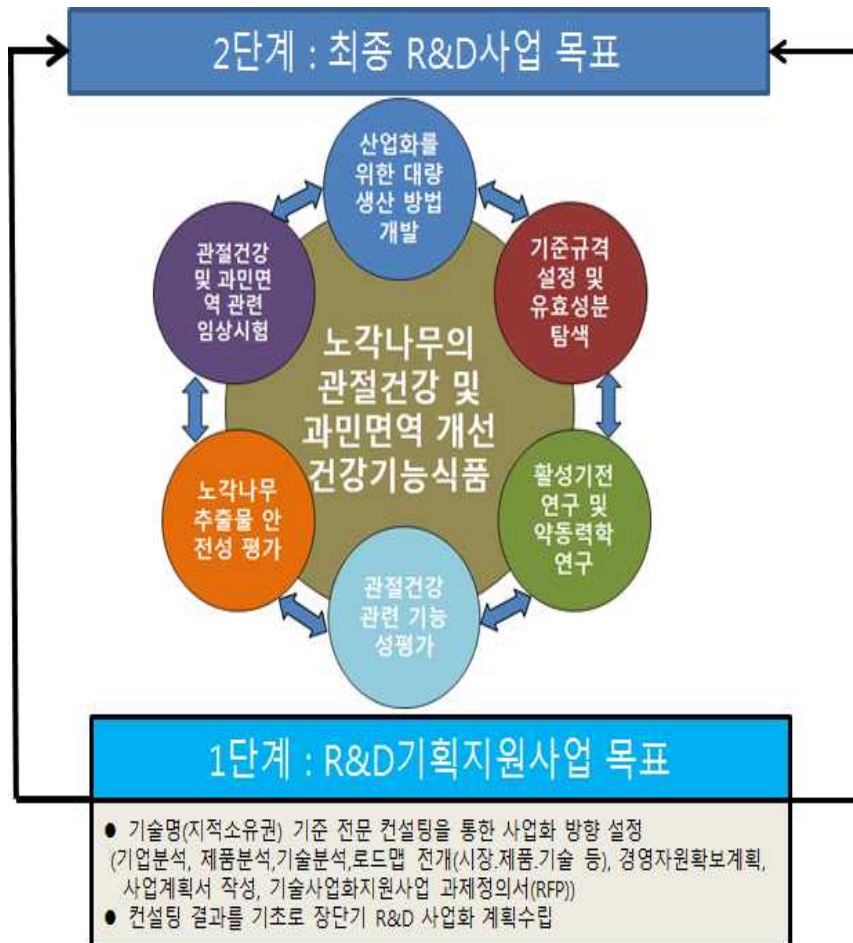 2단계 : 최종 R&D사업 목표
산업화를
위한 대량
생산 방법
개발
관절건강
및 과민면
역 관련
임상시험
기준규격
설정 및
유효성분
탐색
노각나무의
관절건강 및
과민면역 개선
건강기능식품
노각나무
추출물 안
전성 평가
활성기전
연구 및
약동력학
연구
관절건강
관련 기능
성평가
1단계 : R&D기획지원사업 목표
● 기술명(지적소유권) 기준 전문 컨설팅을 통한 사업화 방향 설정
(기업분석, 제품분석,기술분석,로드맵 전개(시장.제품.기술 등), 경영자원확보계획,
사업계획서 작성, 기술사업화지원사업 과제정의서(RFP))
● 컨설팅 결과를 기초로 장단기 R&D 사업화 계획수립